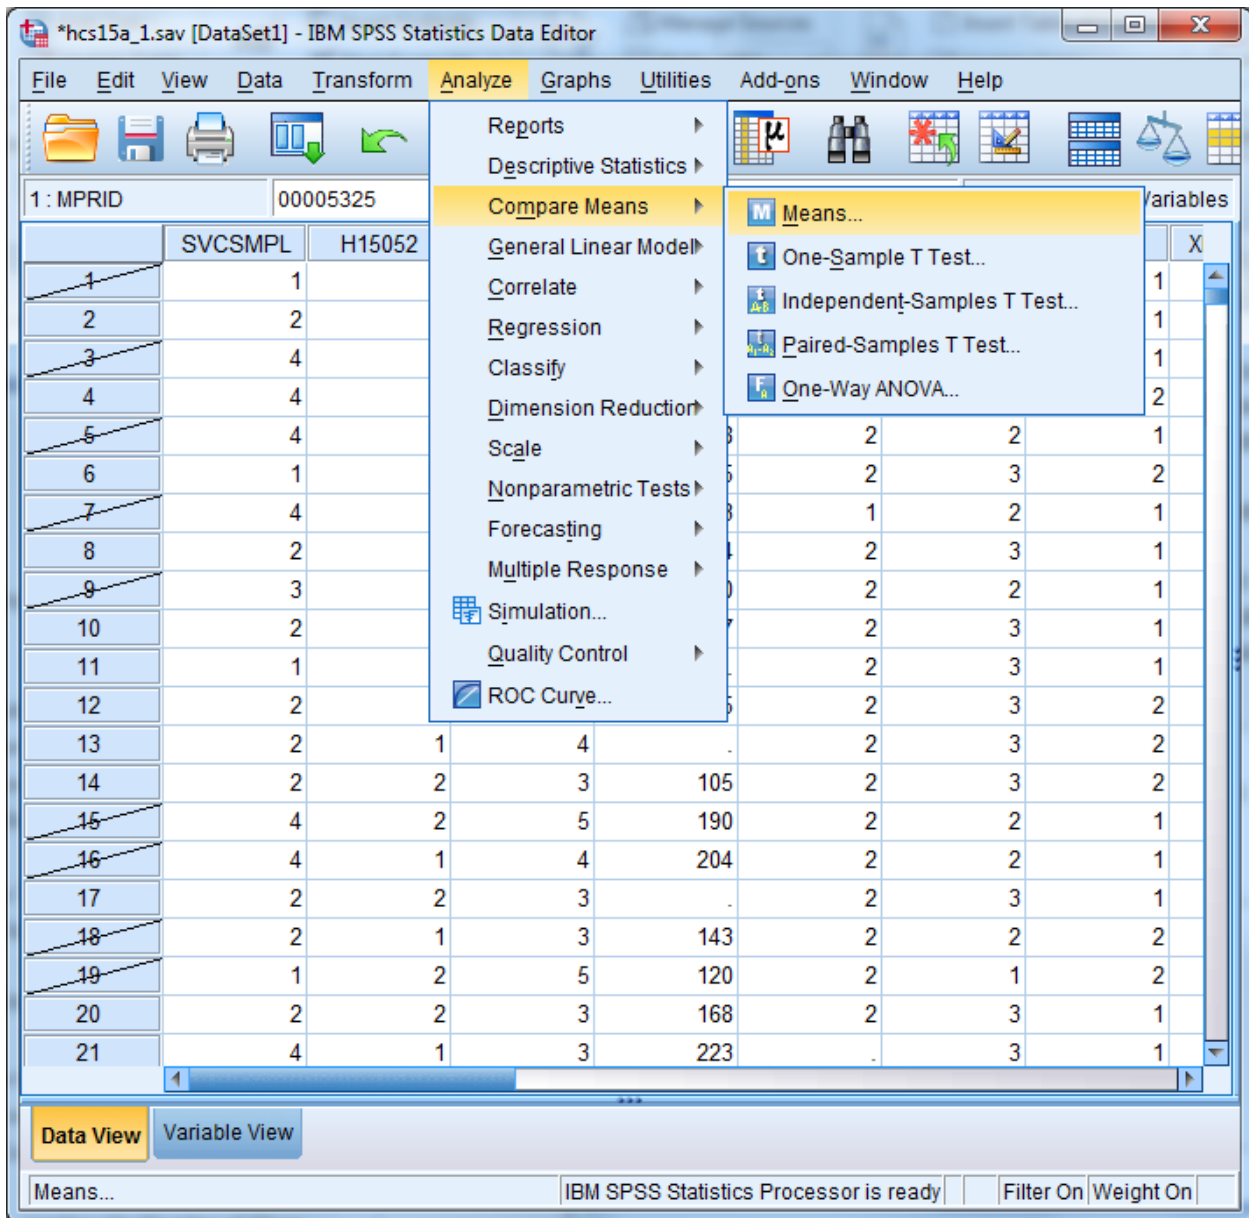 *hcs15a_1.sav [DataSet1] - IBM SPSS Statistics Data Editor
File Edit View Data Transform Analyze Graphs Utilities Add-ons Window Help
1 : MPRID 00005325
SVCSMPL H15052
Reports
Descriptive Statistics
Compare Means
General Linear Model
Correlate
Regression
Classify
Dimension Reduction
Scale
Nonparametric Tests
Forecasting
Multiple Response
Simulation...
Quality Control
ROC Curve...
Means...
One-Sample T Test...
Independent-Samples T Test...
Paired-Samples T Test...
One-Way ANOVA...
1 1 1
2 2 1
3 4 1
4 4 2
5 4 2 2 1
6 1 2 3 2
7 4 1 2 1
8 2 2 3 1
9 3 2 2 1
10 2 2 3 1
11 1 2 3 1
12 2 2 3 2
13 2 1 4 . 2 3 2
14 2 2 3 105 2 3 2
15 4 2 5 190 2 2 1
16 4 1 4 204 2 2 1
17 2 2 3 . 2 3 1
18 2 1 3 143 2 2 2
19 1 2 5 120 2 1 2
20 2 2 3 168 2 3 1
21 4 1 3 223 . 3 1
Data View Variable View
Means... IBM SPSS Statistics Processor is ready Filter On Weight On